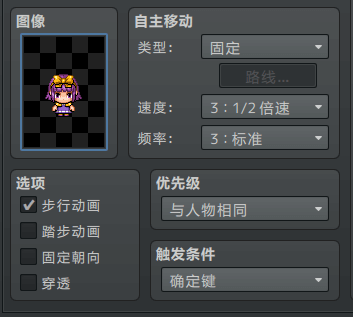 图像
自主移动
类型：
固定
路线...
速度：
3：1/2倍速
频率：
3：标准
选项
步行动画
踏步动画
固定朝向
穿透
优先级
与人物相同
触发条件
确定键